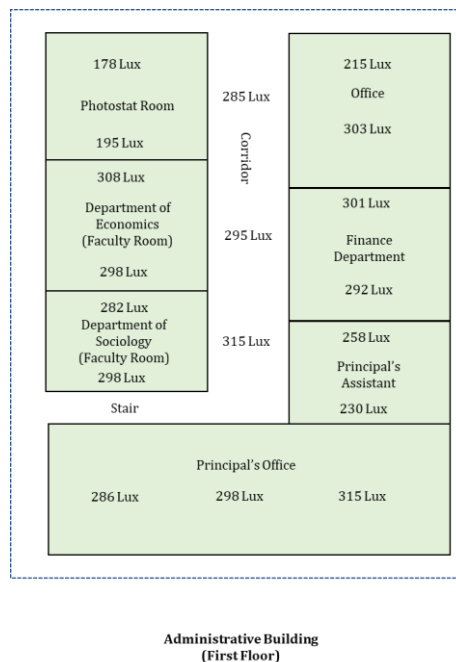 178 Lux
Photostat Room
195 Lux
308 Lux
Department of
Economics
(Faculty Room)
298 Lux
282 Lux
Department of
Sociology
(Faculty Room)
298 Lux
Stair
285 Lux
Corridor
295 Lux
315 Lux
215 Lux
Office
303 Lux
301 Lux
Finance
Department
292 Lux
258 Lux
Principal's
Assistant
230 Lux
Principal's Office
286 Lux 298 Lux 315 Lux
Administrative Building
(First Floor)